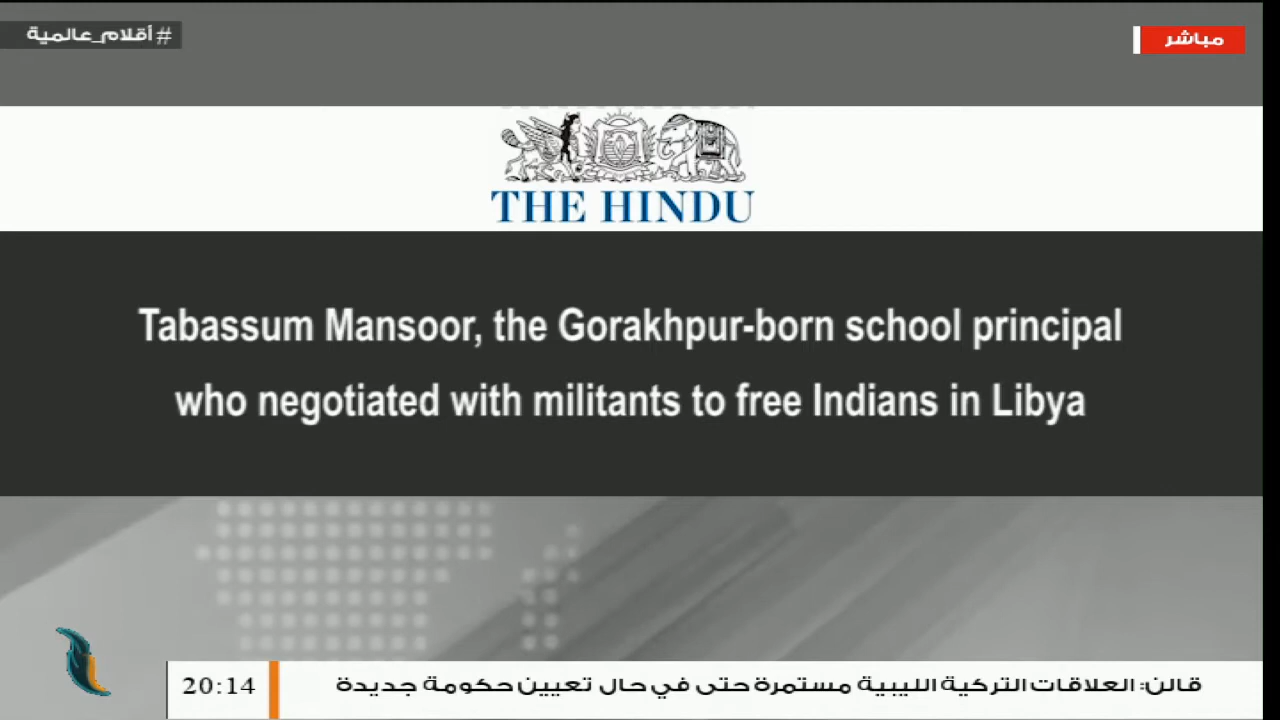 #أقلام_عالمية
مباشر
THE HINDU
Tabassum Mansoor, the Gorakhpur-born school principal
who negotiated with militants to free Indians in Libya
20:14
قالن: العلاقات التركية الليبية مستمرة حتى في حال تعيين حكومة جديدة